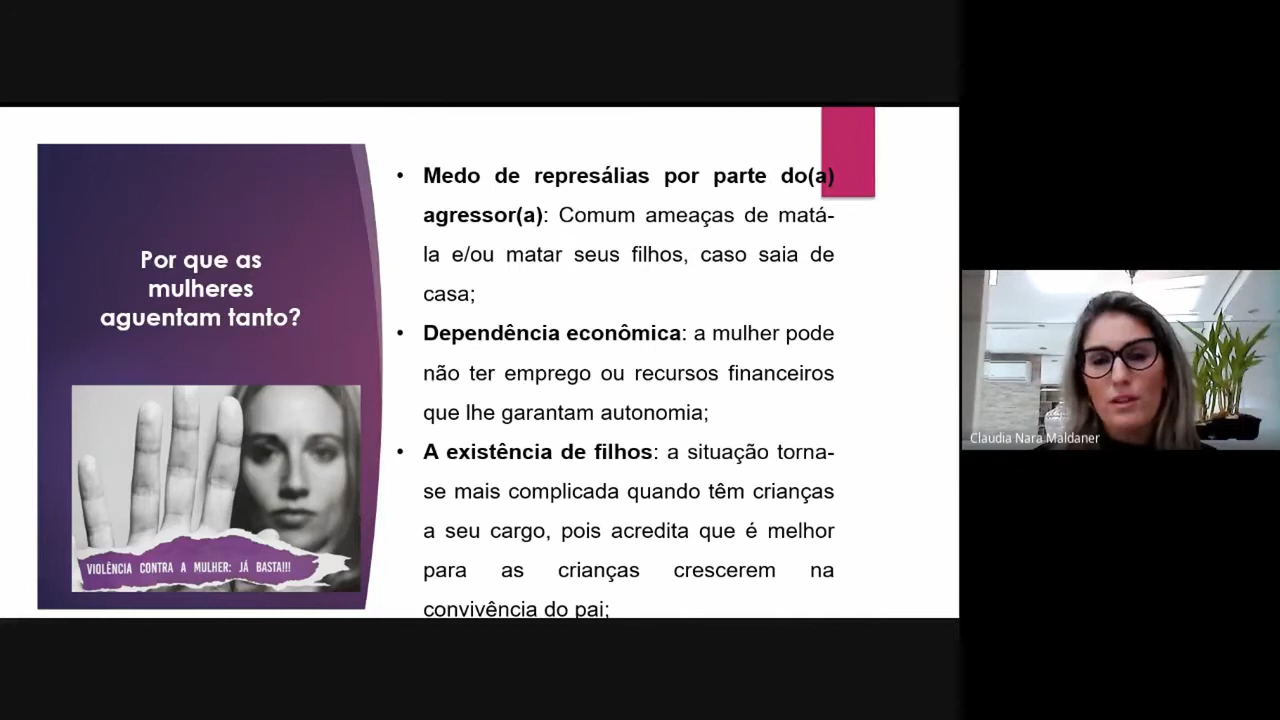 Por que as
mulheres
aguentam tanto?
VIOLÊNCIA CONTRA A MULHER: JÁ BASTA!!!
• Medo de represálias por parte do(a)
agressor(a): Comum ameaças de matá-
la e/ou matar seus filhos, caso saia de
casa;
• Dependência econômica: a mulher pode
não ter emprego ou recursos financeiros
que lhe garantam autonomia;
• A existência de filhos: a situação torna-
se mais complicada quando têm crianças
a seu cargo, pois acredita que é melhor
para as crianças crescerem na
convivência do pai;
Claudia Nara Maldaner